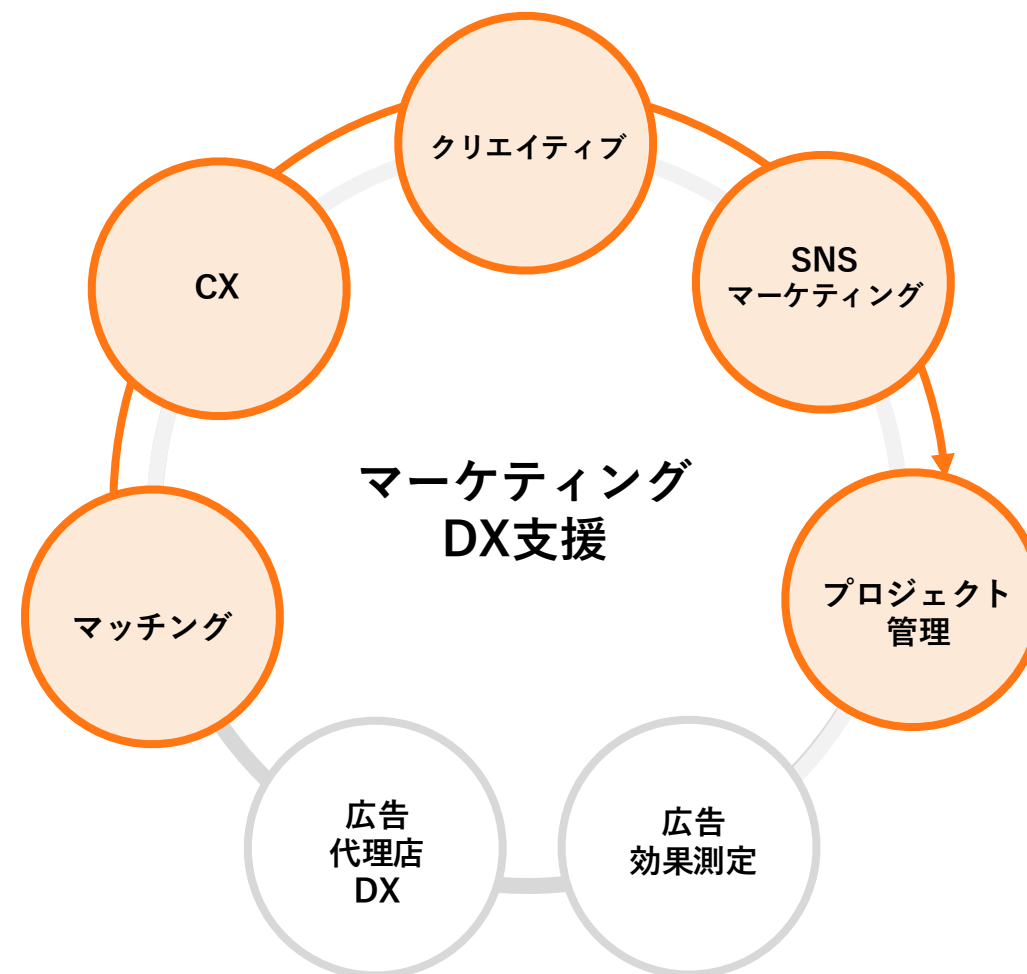 クリエイティブ
SNS
マーケティング
CX
マーケティング
DX支援
プロジェクト
管理
マッチング
広告
代理店
DX
広告
効果測定